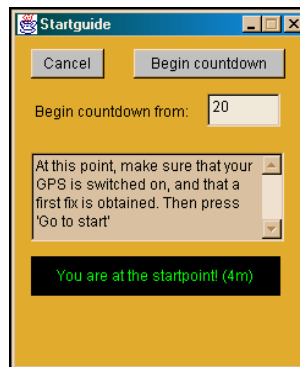 Startguide
Cancel Begin countdown
Begin countdown from: 20
At this point, make sure that your
GPS is switched on, and that a
first fix is obtained. Then press
'Go to start'
You are at the startpoint! (4m)